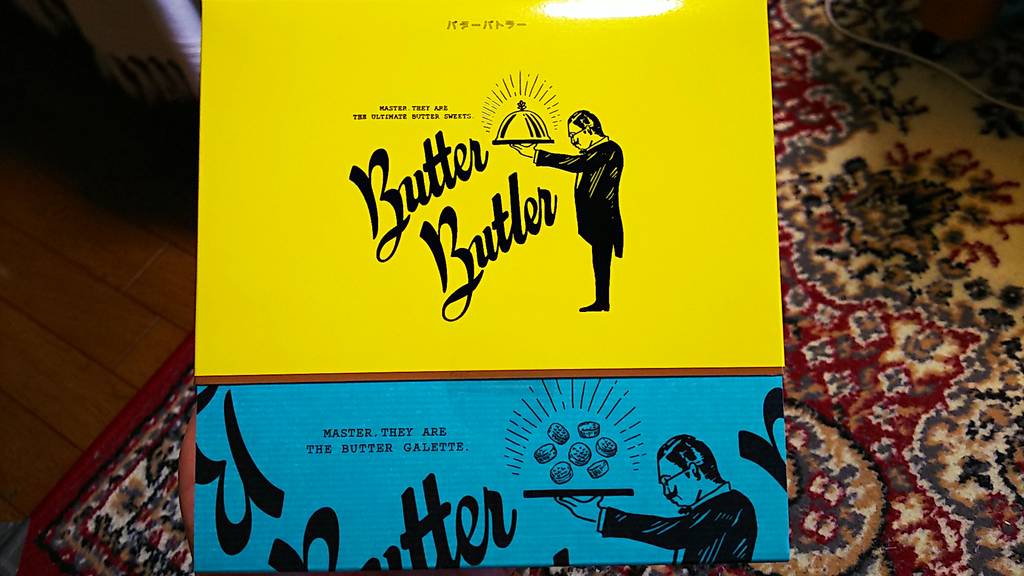 バターバトラー
MASTER.THEY ARE
THE ULTIMATE BUTTER SWEETS.
Butter
Butler
MASTER.THEY ARE
THE BUTTER GALETTE.
Butter